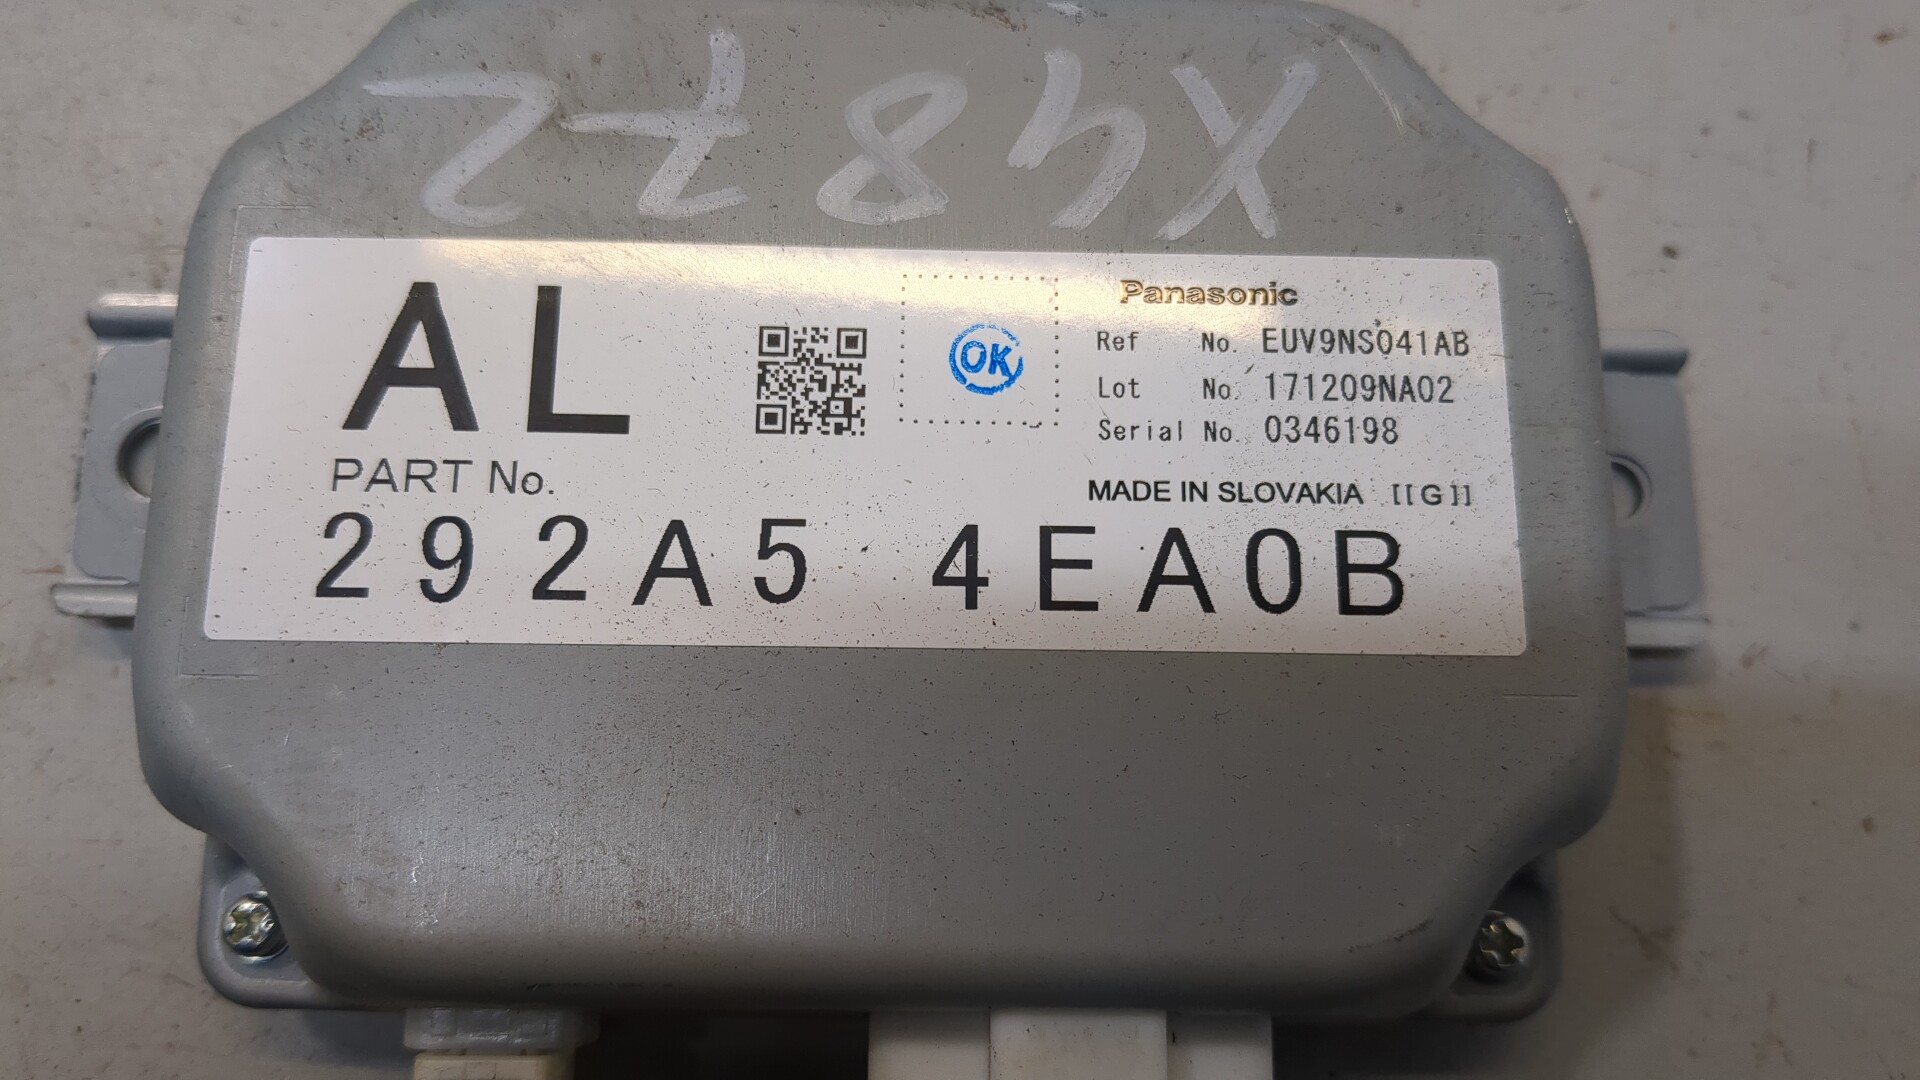 X4872
AL
OK
Panasonic
Ref No. EUV9NS041AB
Lot No. 171209NA02
Serial No. 0346198
PART No.
MADE IN SLOVAKIA [[G]]
292A5 4EA0B